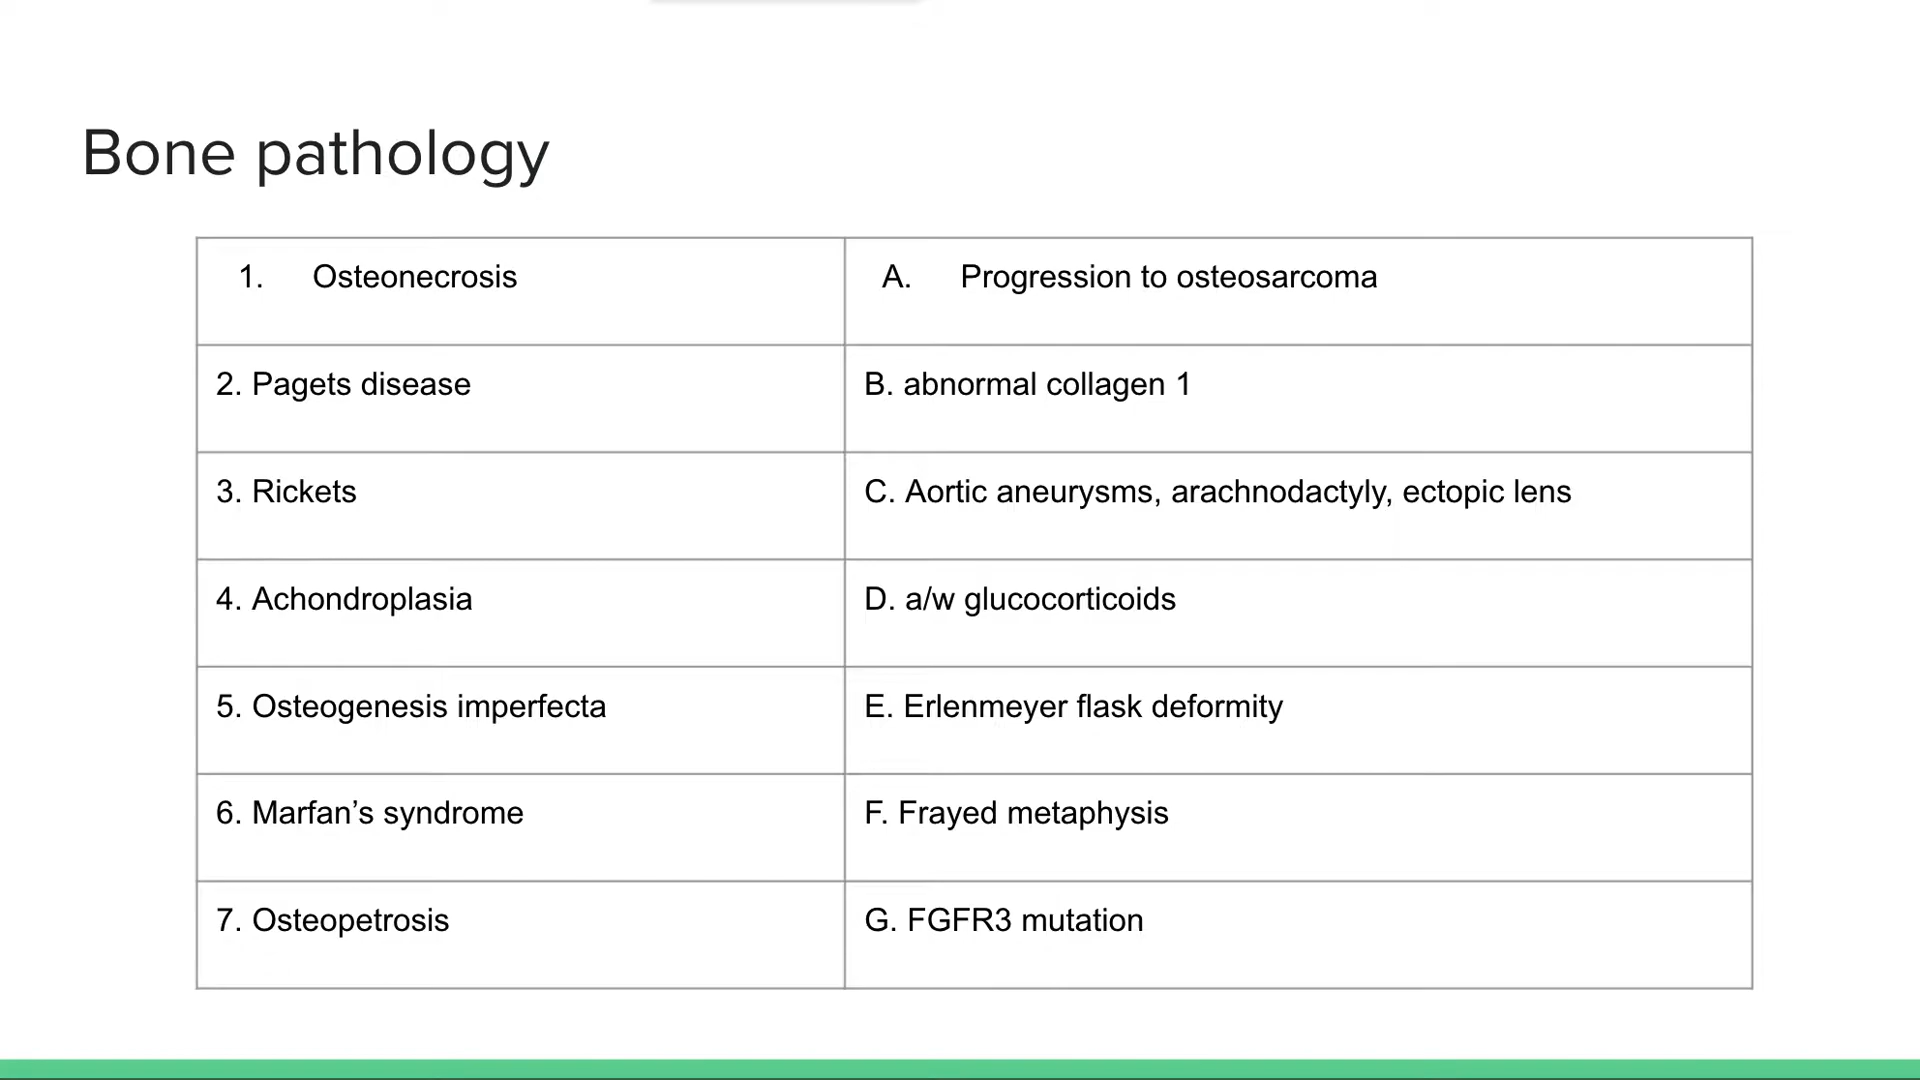 Bone pathology
1. Osteonecrosis
A. Progression to osteosarcoma
2. Pagets disease
B. abnormal collagen 1
3. Rickets
C. Aortic aneurysms, arachnodactyly, ectopic lens
4. Achondroplasia
D. a/w glucocorticoids
5. Osteogenesis imperfecta
E. Erlenmeyer flask deformity
6. Marfan’s syndrome
F. Frayed metaphysis
7. Osteopetrosis
G. FGFR3 mutation